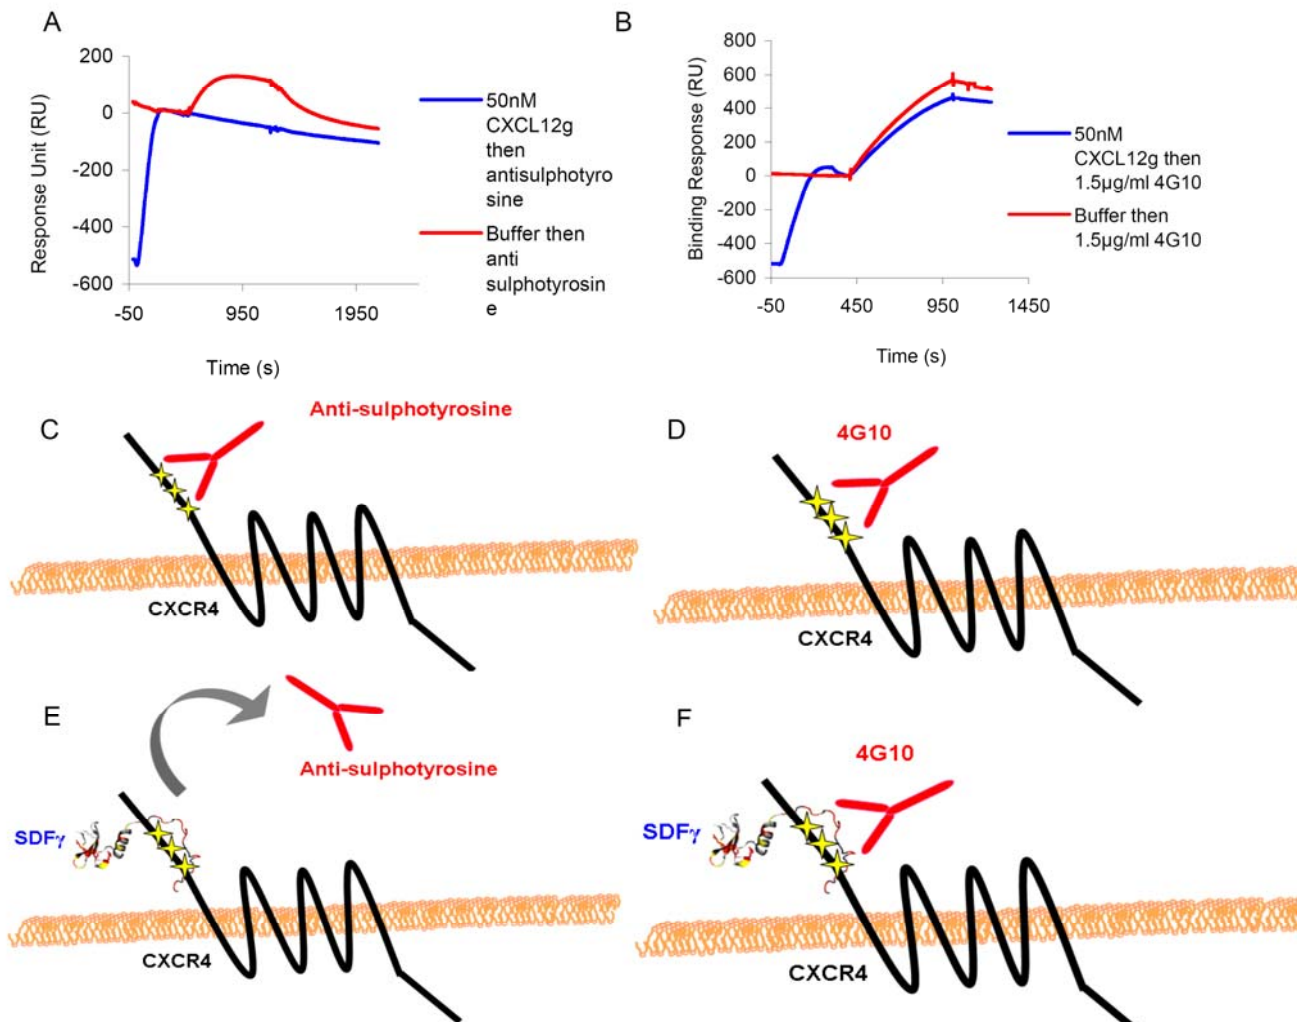 A
Response Unit (RU)
200
0
-200
-400
-600
-50
950
1950
Time (s)
50nM
CXCL12g
then
antisulphotyro
sine
Buffer then
anti
sulphotyrosin
e
B
Binding Response (RU)
800
600
400
200
0
-200
-400
-600
-50
450
950
1450
Time (s)
50nM
CXCL12g then
1.5µg/ml 4G10
Buffer then
1.5µg/ml 4G10
C
Anti-sulphotyrosine
CXCR4
D
4G10
CXCR4
E
Anti-sulphotyrosine
SDFγ
CXCR4
F
4G10
SDFγ
CXCR4